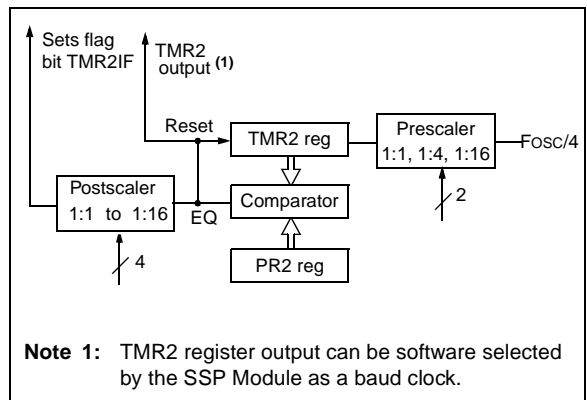 Sets flag
bit TMR2IF
TMR2
output (1)
Reset
TMR2 reg
Prescaler
1:1, 1:4, 1:16
FOSC/4
2
Postscaler
1:1 to 1:16
EQ
Comparator
4
PR2 reg
Note 1: TMR2 register output can be software selected
by the SSP Module as a baud clock.